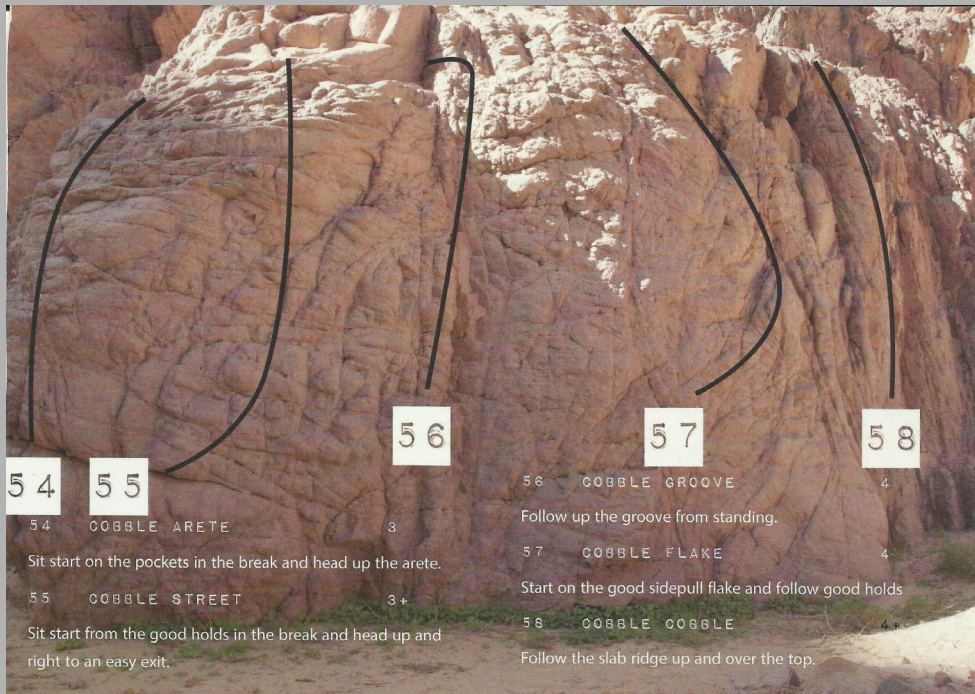 54
55
56
57
58
54 COBBLE ARETE 3
Sit start on the pockets in the break and head up the arete.
55 COBBLE STREET 3+
Sit start from the good holds in the break and head up and
right to an easy exit.
56 COBBLE GROOVE 4
Follow up the groove from standing.
57 COBBLE FLAKE 4
Start on the good sidepull flake and follow good holds
58 COBBLE COBBLE 4+
Follow the slab ridge up and over the top.